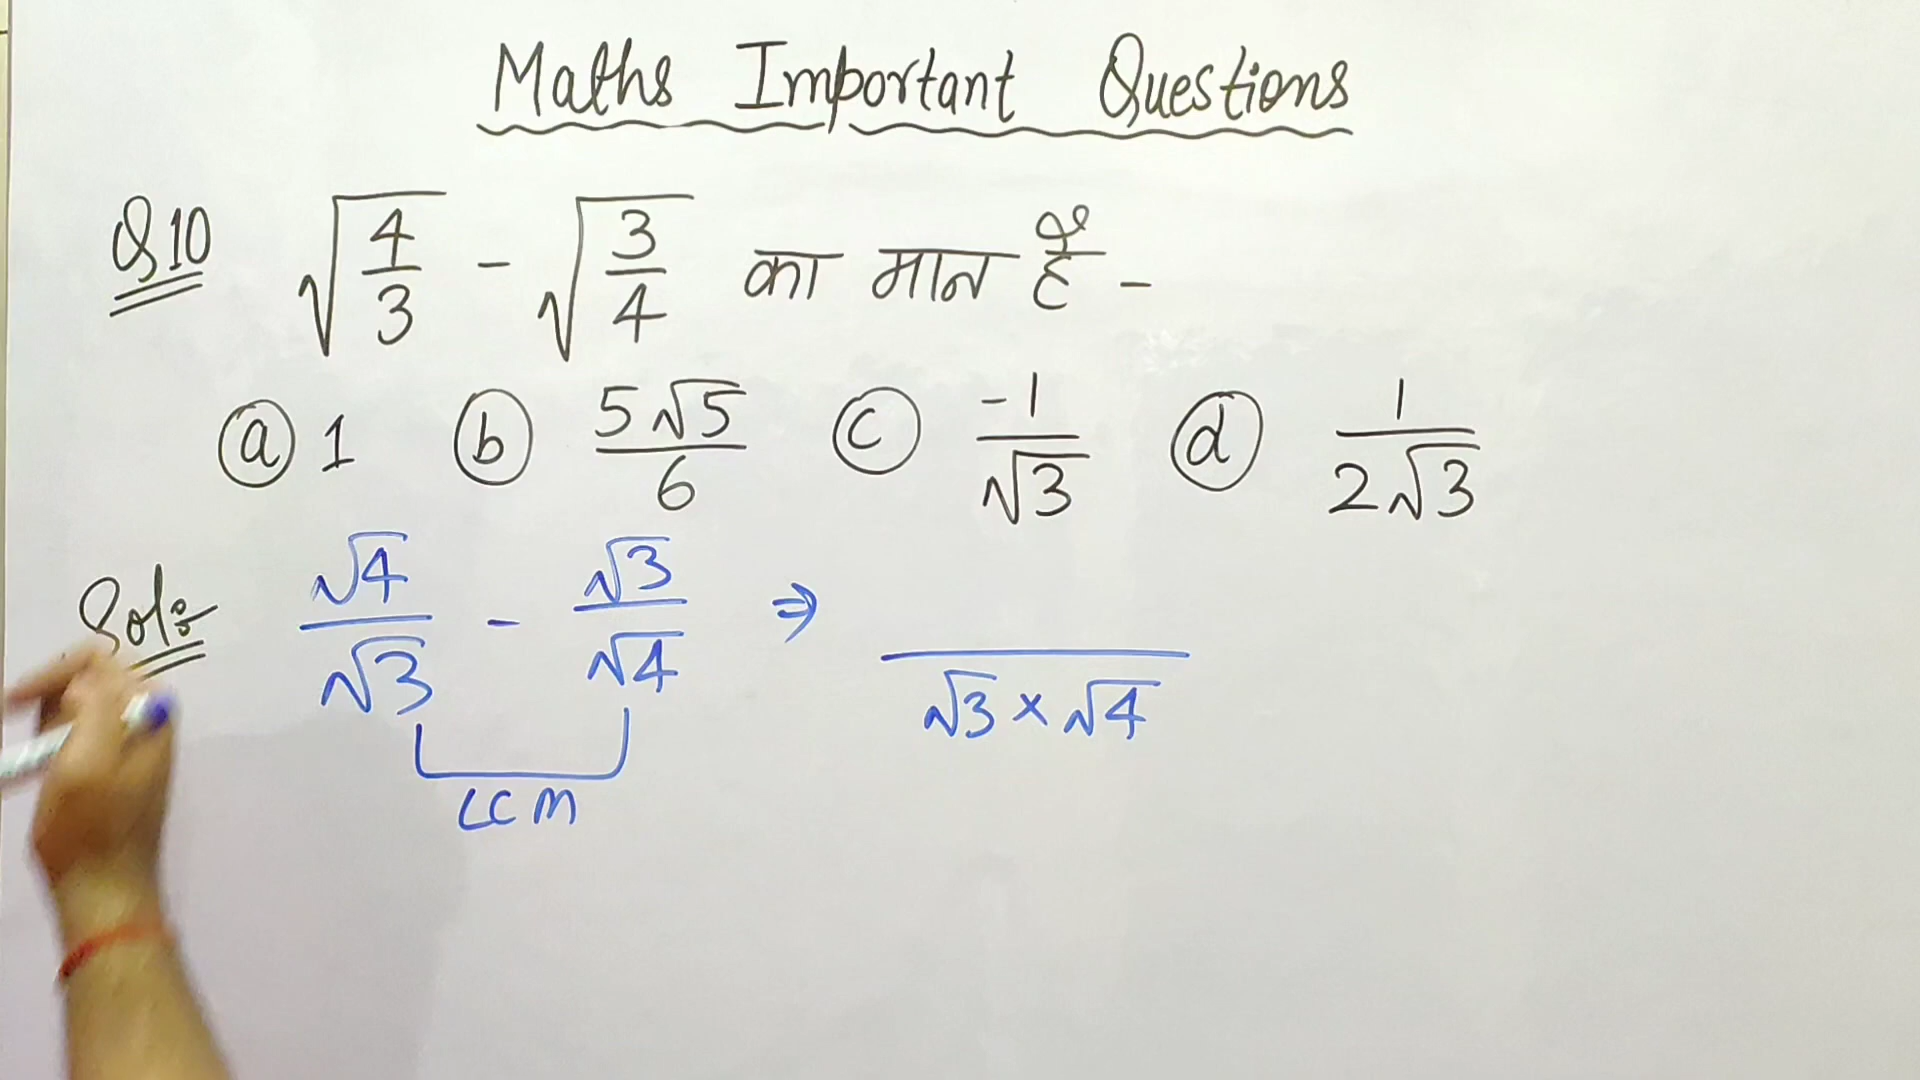 Maths Important Questions
Q10 √(4/3) - √(3/4) का मान है -
ⓐ 1 ⓑ 5√5/6 ⓒ -1/√3 ⓓ 1/2√3
Sol: √4/√3 - √3/√4 ⇒ /√3 × √4
LCM